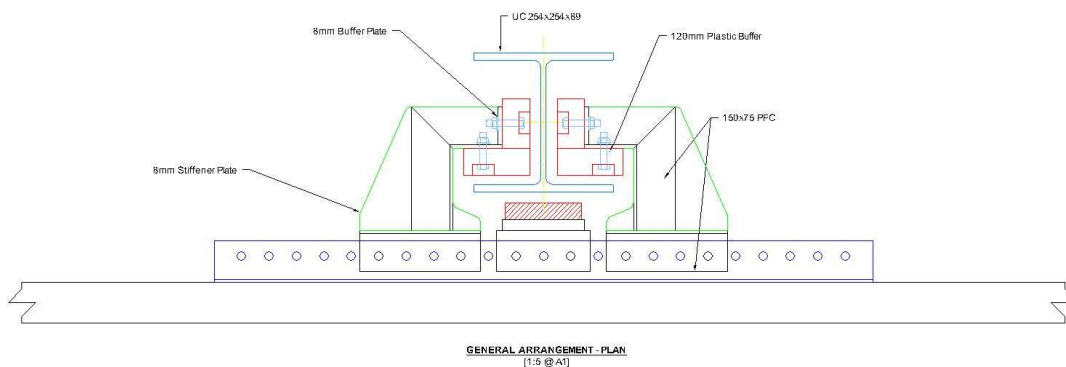 UC 254x254x89
8mm Buffer Plate
120mm Plastic Buffer
150x75 PFC
8mm Stiffener Plate
GENERAL ARRANGEMENT - PLAN
[1:5 @ A1]